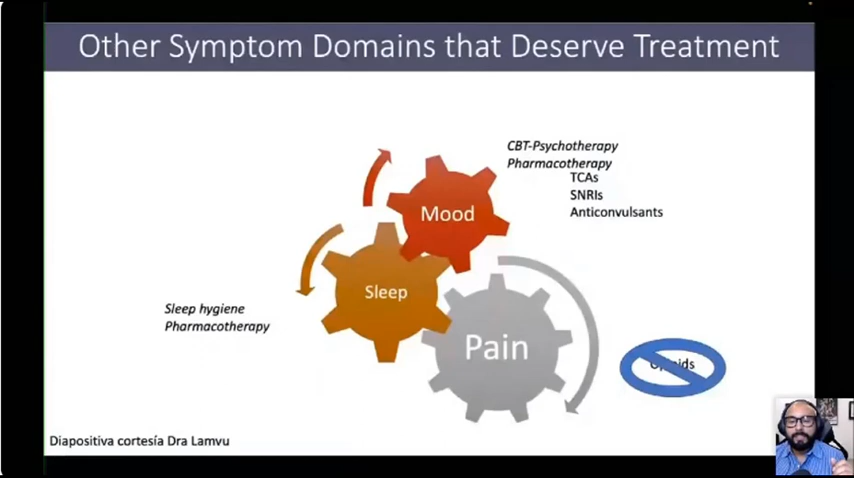 Other Symptom Domains that Deserve Treatment
CBT-Psychotherapy
Pharmacotherapy
TCAs
SNRIs
Anticonvulsants
Mood
Sleep
Sleep hygiene
Pharmacotherapy
Pain
Opioids
Diapositiva cortesía Dra Lamvu